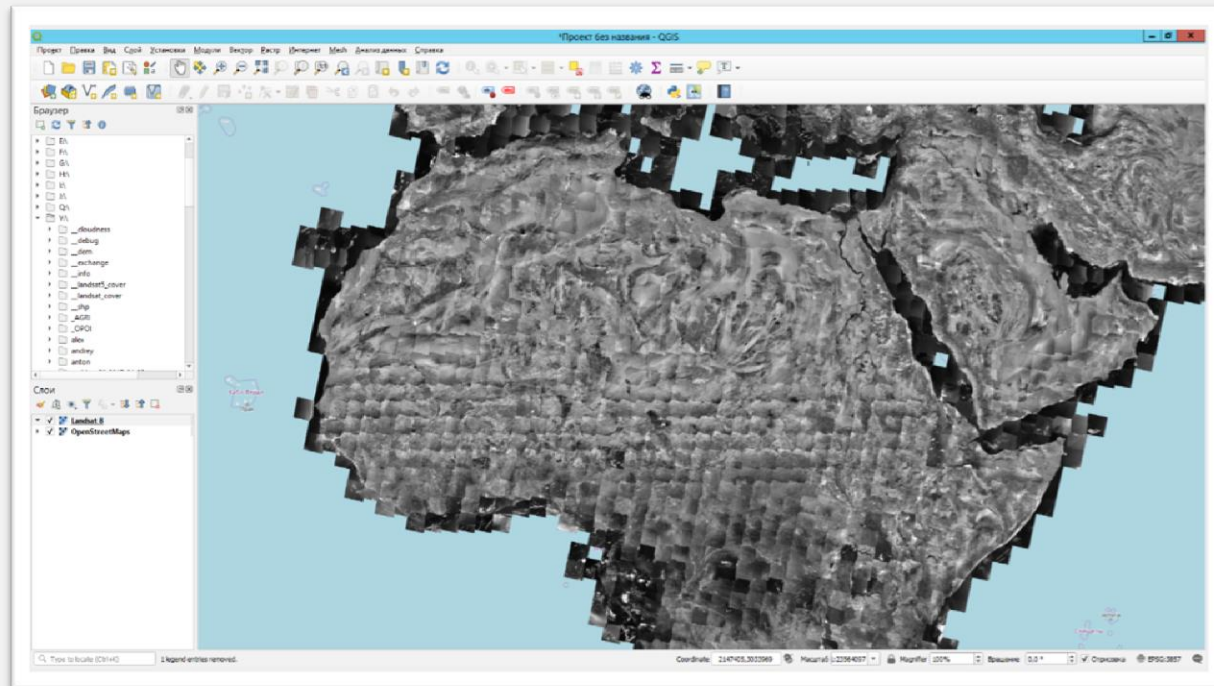 *Проект без названия - QGIS
Проект Правка Вид Слой Установки Модули Вектор Растр Интернет Mesh Анализ данных Справка
Браузер
E:\
F:\
G:\
H:\
I:\
Q:\
V:\
__cloudness
__debug
__dem
__exchange
__info
__landsat5_cover
__landsat_cover
__shp
_AGRI
_OPOI
alex
andrey
anton
Слои
Landsat 8
OpenStreetMaps
Type to locate (Ctrl+K) 1 legend entries removed. Coordinate Масштаб Magnifier 100% Вращение 0,0 ° Отрисовка EPSG:3857